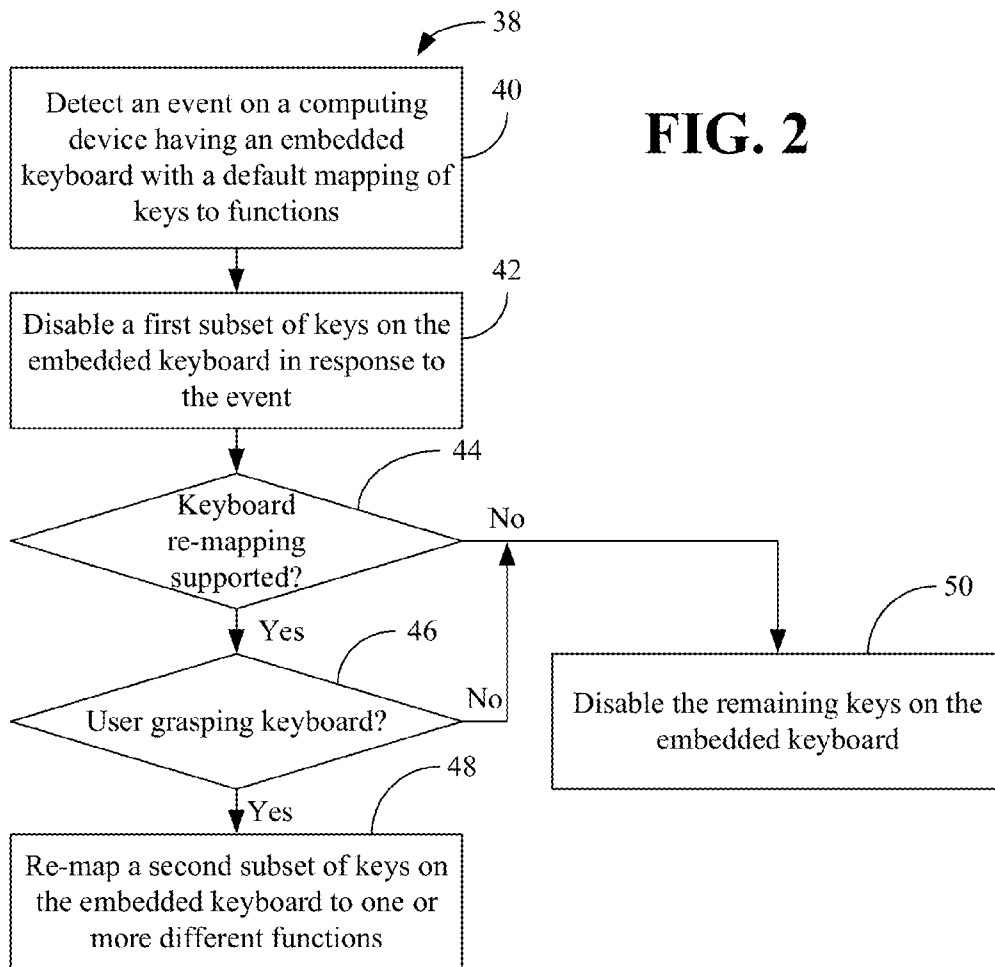 38
Detect an event on a computing
device having an embedded
keyboard with a default mapping of
keys to functions
40
FIG. 2
42
Disable a first subset of keys on the
embedded keyboard in response to
the event
44
Keyboard
re-mapping
supported?
No
Yes
46
50
User grasping keyboard?
No
Disable the remaining keys on the
embedded keyboard
48
Yes
Re-map a second subset of keys on
the embedded keyboard to one or
more different functions